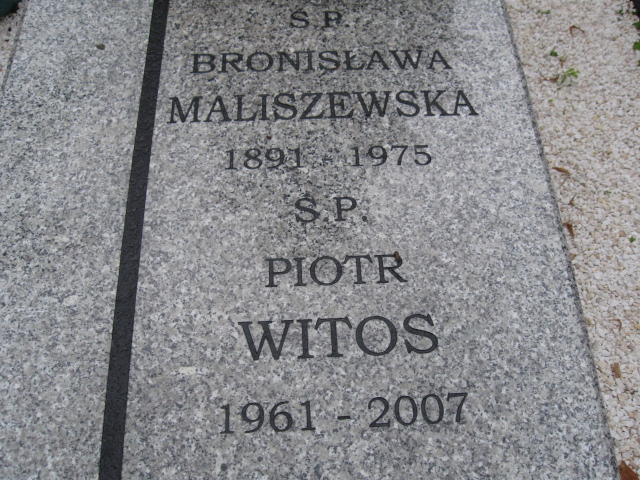 Ś.P.
BRONISŁAWA
MALISZEWSKA
1891 - 1975
Ś.P.
PIOTR
WITOS
1961 - 2007